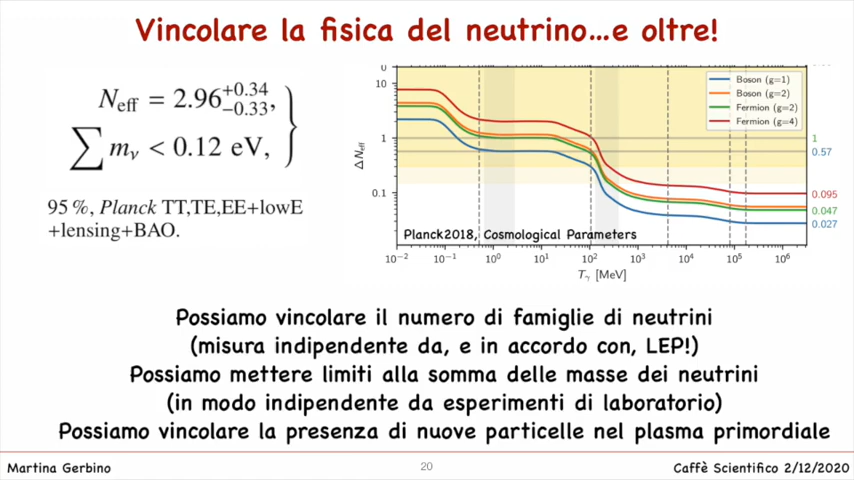 Vincolare la fisica del neutrino…e oltre!
N_eff = 2.96^{+0.34}_{−0.33},
∑ m_ν < 0.12 eV,
95 %, Planck TT,TE,EE+lowE
+lensing+BAO.
ΔN_eff
10
1
0.1
Boson (g=1)
Boson (g=2)
Fermion (g=2)
Fermion (g=4)
1
0.57
0.095
0.047
0.027
Planck2018, Cosmological Parameters
10^−2 10^−1 10^0 10^1 10^2 10^3 10^4 10^5 10^6
T_γ [MeV]
Possiamo vincolare il numero di famiglie di neutrini
(misura indipendente da, e in accordo con, LEP!)
Possiamo mettere limiti alla somma delle masse dei neutrini
(in modo indipendente da esperimenti di laboratorio)
Possiamo vincolare la presenza di nuove particelle nel plasma primordiale
Martina Gerbino
20
Caffè Scientifico 2/12/2020